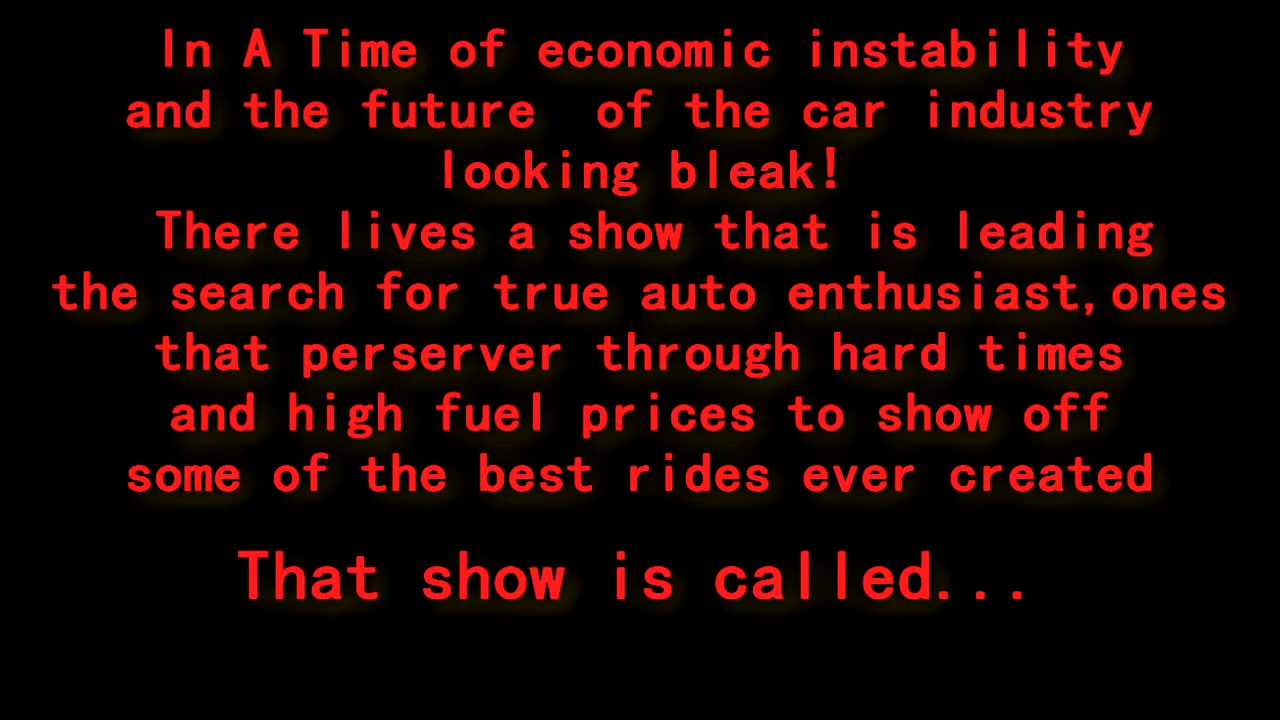 In A Time of economic instability
and the future  of the car industry
looking bleak!
There lives a show that is leading
the search for true auto enthusiast,ones
that perserver through hard times
and high fuel prices to show off
some of the best rides ever created
That show is called...